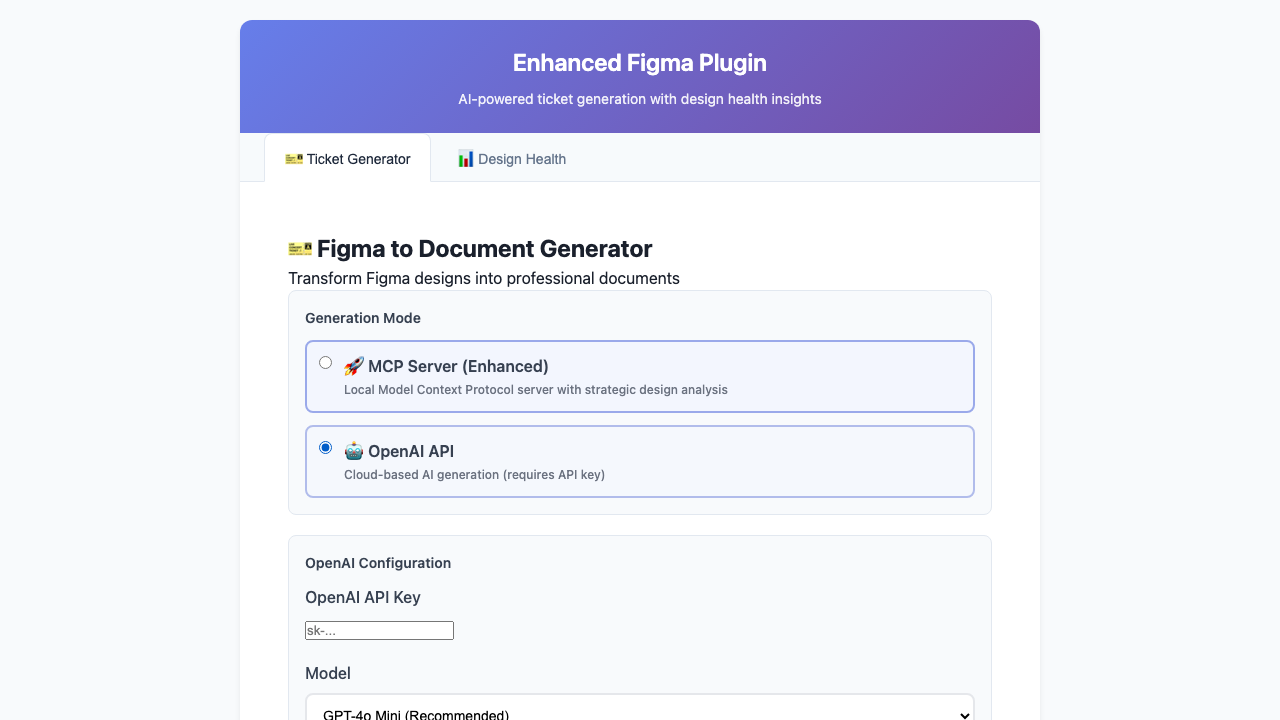 Enhanced Figma Plugin
AI-powered ticket generation with design health insights
🎫 Ticket Generator
📊 Design Health
🎫 Figma to Document Generator
Transform Figma designs into professional documents
Generation Mode
🚀 MCP Server (Enhanced)
Local Model Context Protocol server with strategic design analysis
🤖 OpenAI API
Cloud-based AI generation (requires API key)
OpenAI Configuration
OpenAI API Key
sk-...
Model
GPT-4o Mini (Recommended)